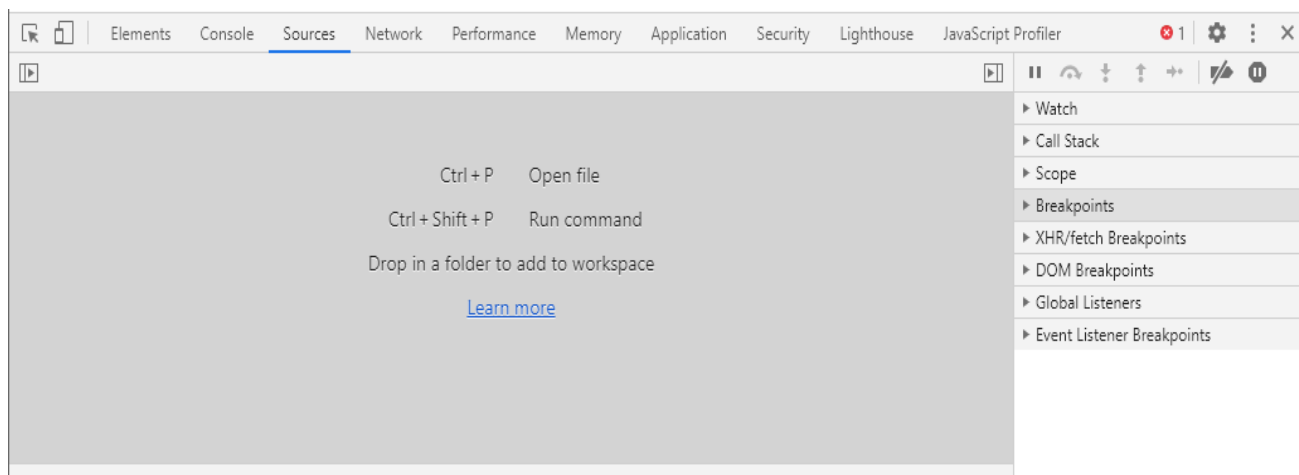 Elements Console Sources Network Performance Memory Application Security Lighthouse JavaScript Profiler 1
Ctrl + P Open file
Ctrl + Shift + P Run command
Drop in a folder to add to workspace
Learn more
Watch
Call Stack
Scope
Breakpoints
XHR/fetch Breakpoints
DOM Breakpoints
Global Listeners
Event Listener Breakpoints